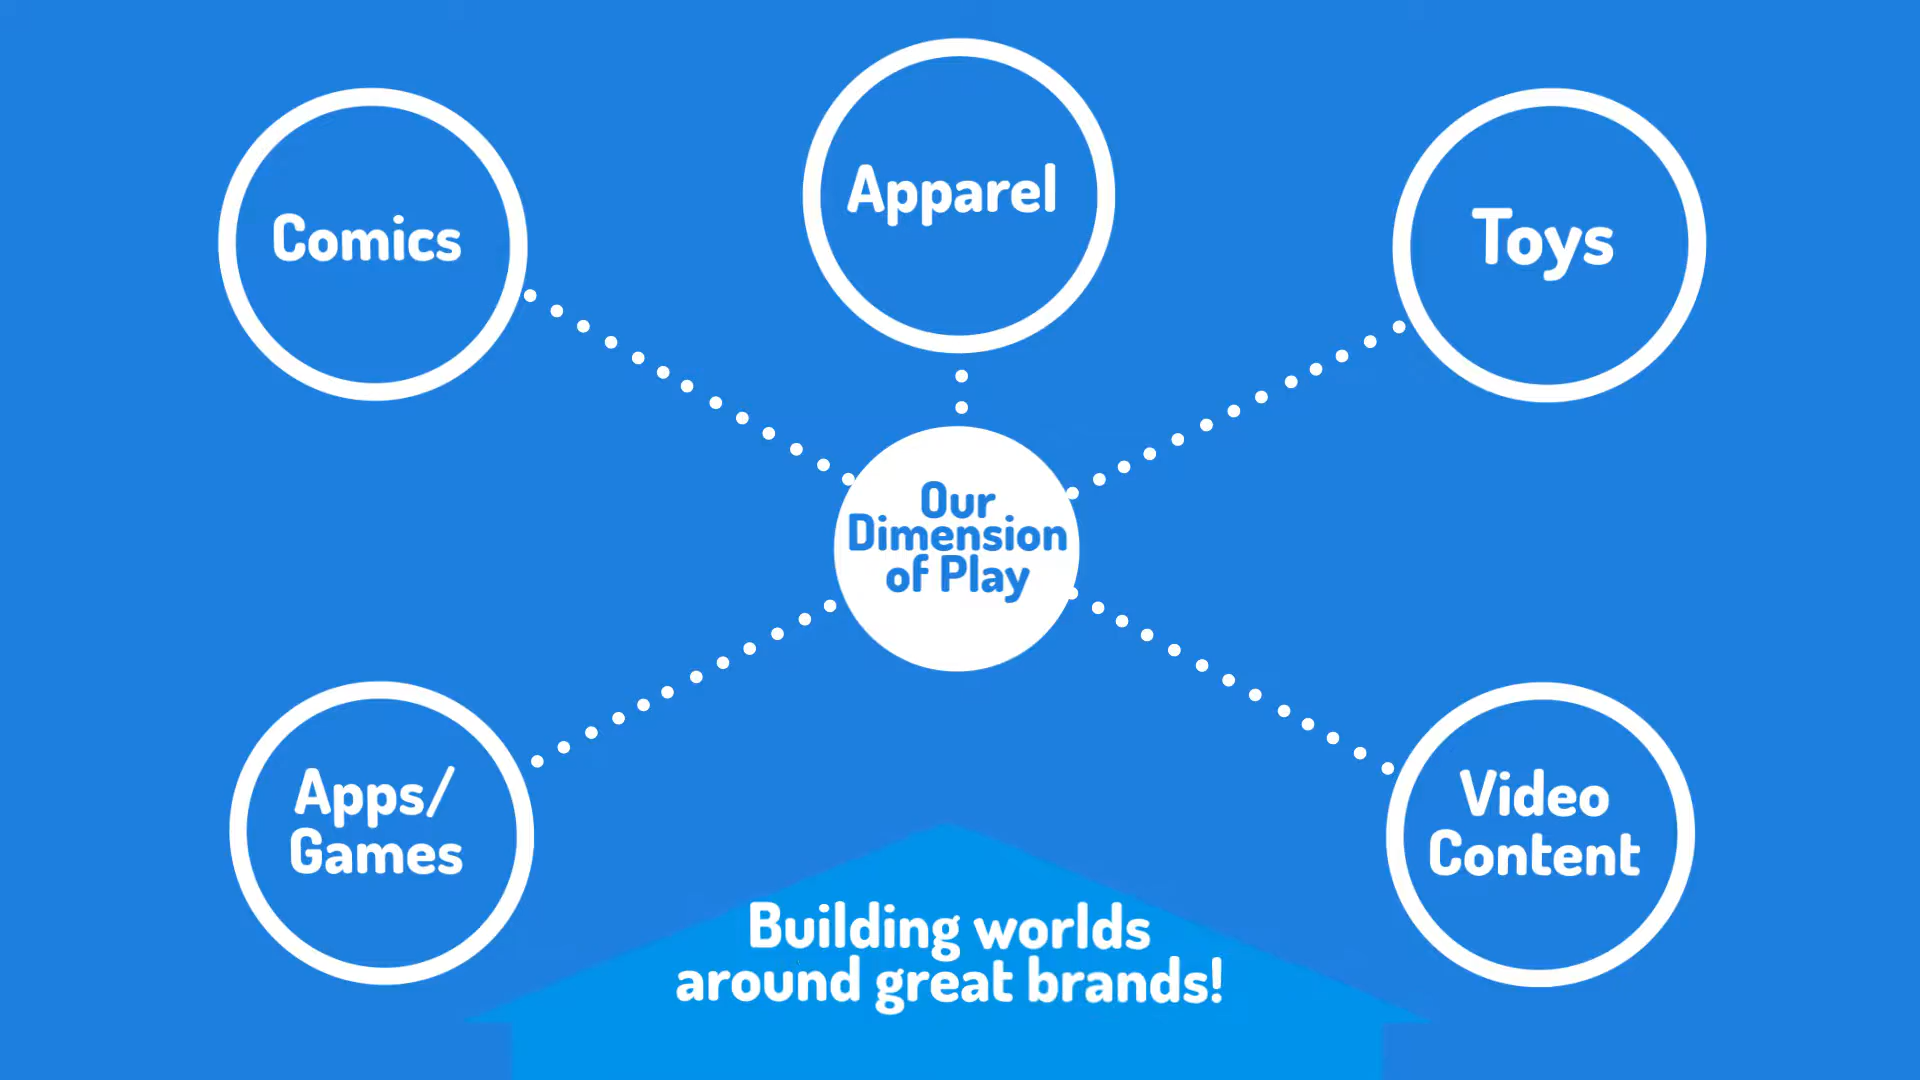 Comics
Apparel
Toys
Our
Dimension
of Play
Apps/
Games
Video
Content
Building worlds
around great brands!